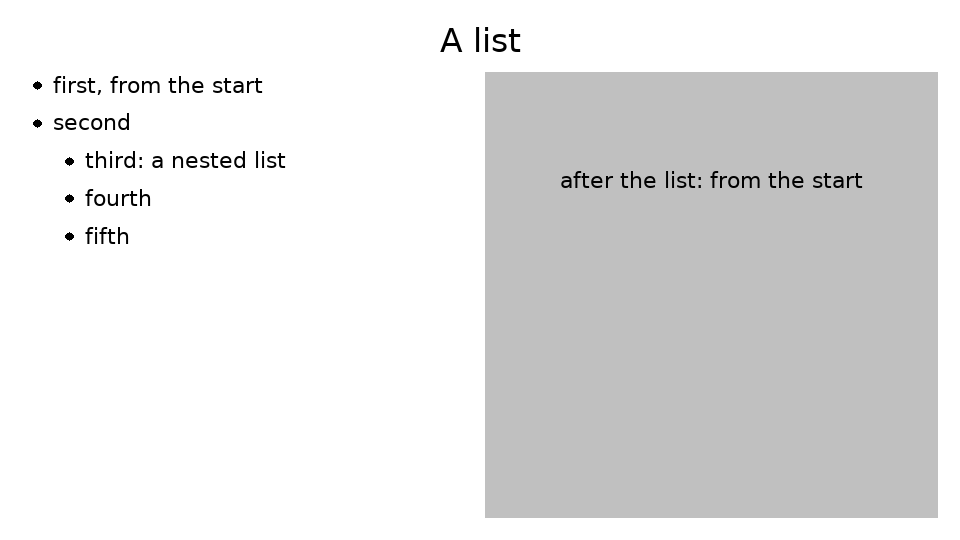 A list
• first, from the start
• second
• third: a nested list
• fourth
• fifth
after the list: from the start